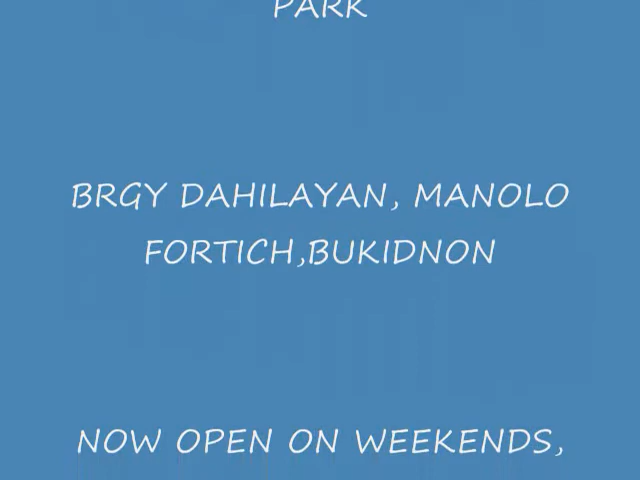 PARK
BRGY DAHILAYAN, MANOLO
FORTICH,BUKIDNON
NOW OPEN ON WEEKENDS,